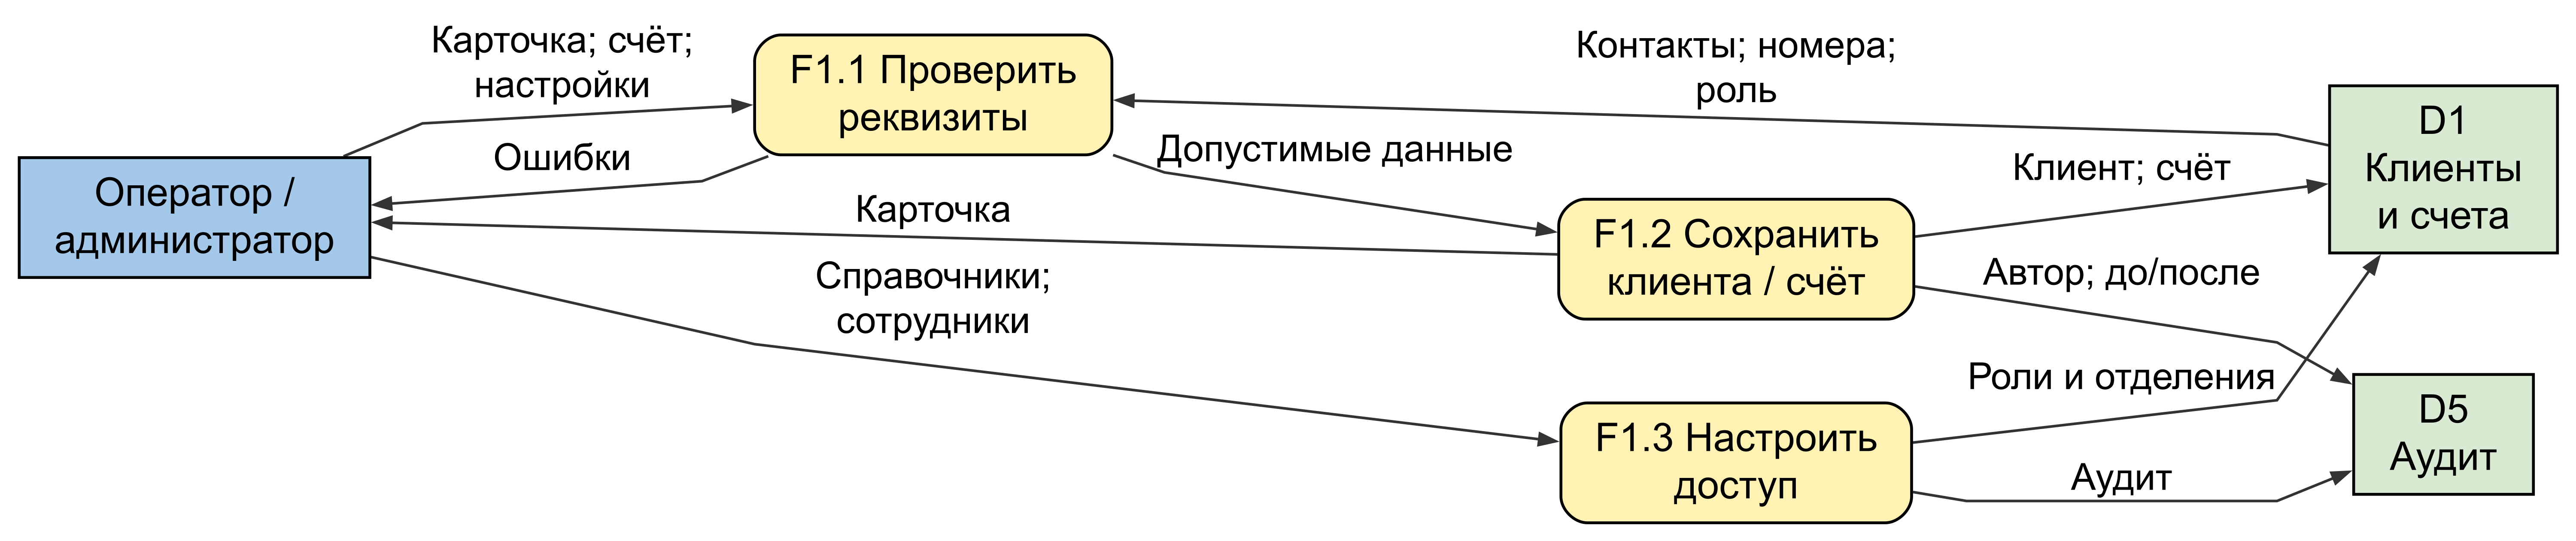 Карточка; счёт;
настройки
F1.1 Проверить
реквизиты
Контакты; номера;
роль
D1
Клиенты
и счета
Ошибки
Допустимые данные
Клиент; счёт
Оператор /
администратор
Карточка
F1.2 Сохранить
клиента / счёт
Справочники;
сотрудники
Автор; до/после
Роли и отделения
F1.3 Настроить
доступ
D5
Аудит
Аудит